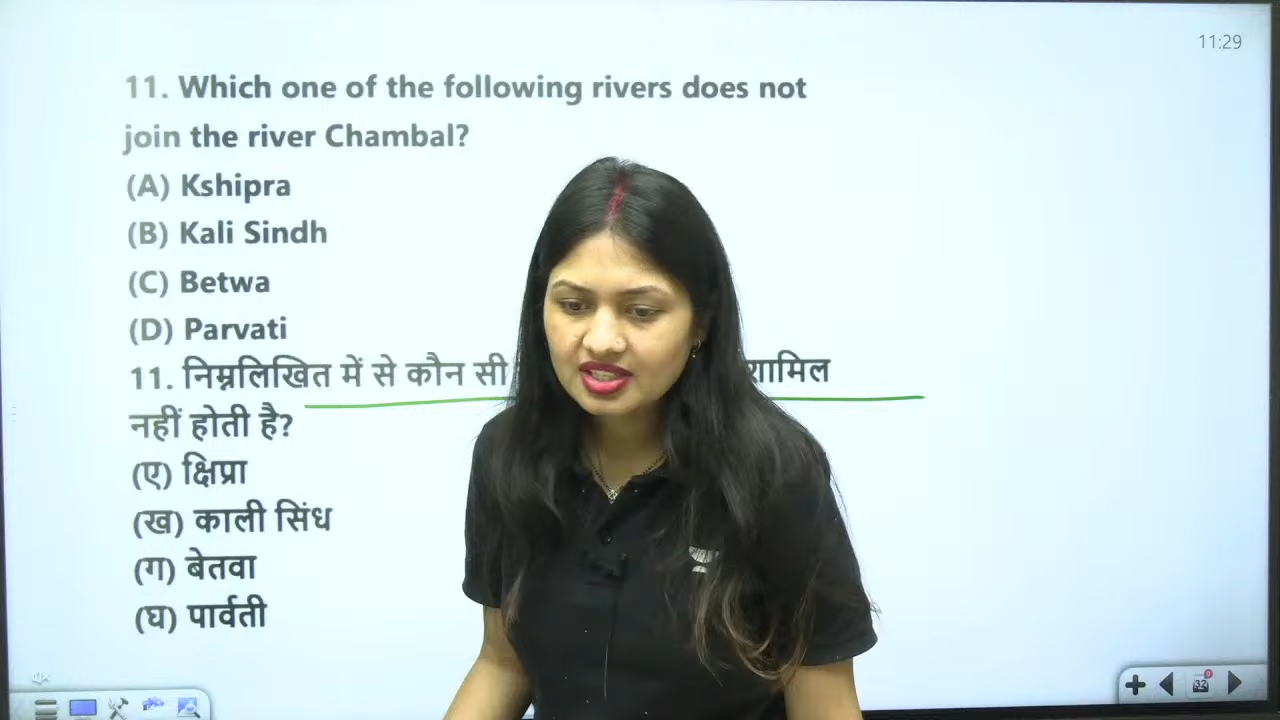 11:29
11. Which one of the following rivers does not
join the river Chambal?
(A) Kshipra
(B) Kali Sindh
(C) Betwa
(D) Parvati
11. निम्नलिखित में से कौन सी शामिल
नहीं होती है?
(ए) क्षिप्रा
(ख) काली सिंध
(ग) बेतवा
(घ) पार्वती
32